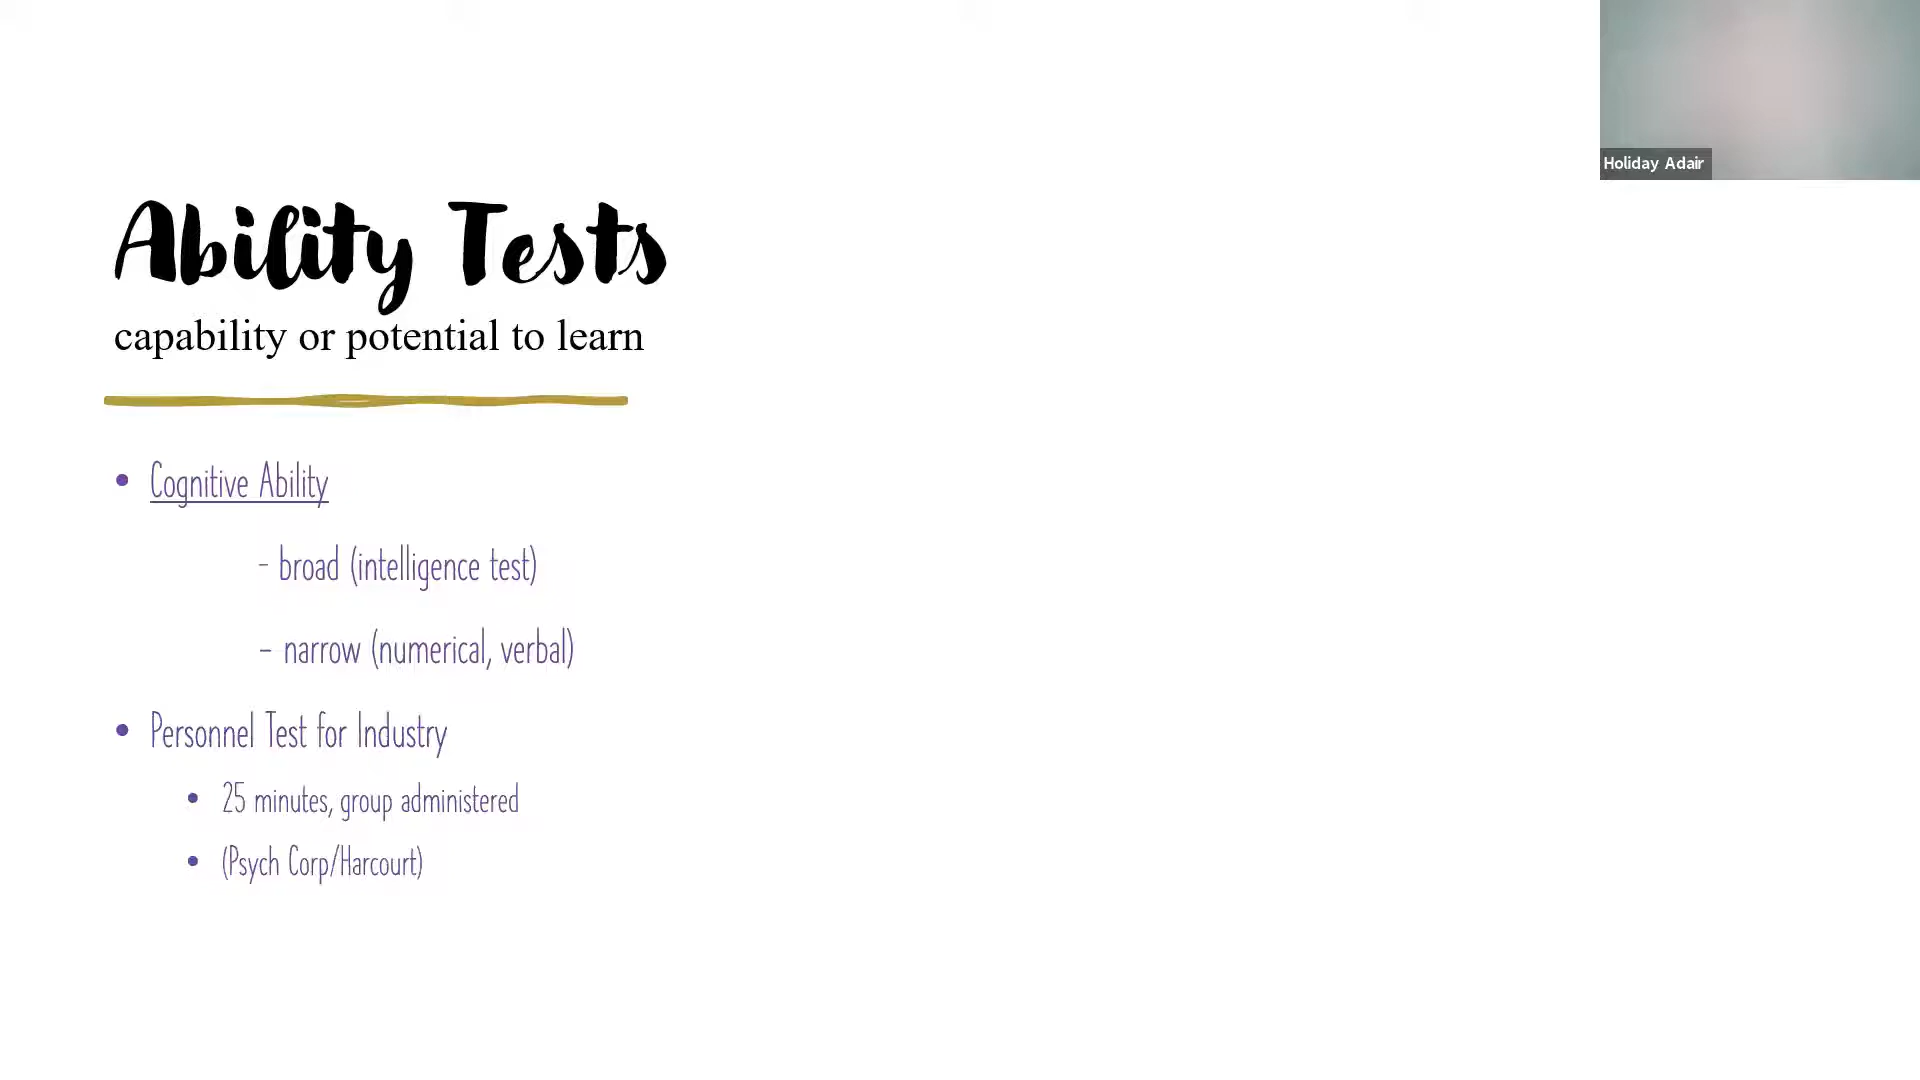 Holiday Adair
Ability Tests
capability or potential to learn
• Cognitive Ability
- broad (intelligence test)
- narrow (numerical, verbal)
• Personnel Test for Industry
• 25 minutes, group administered
• (Psych Corp/Harcourt)